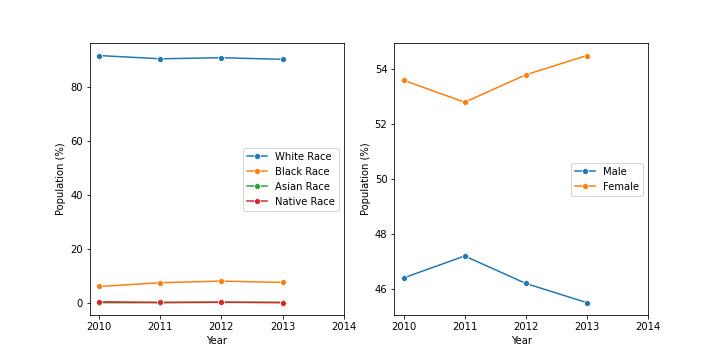 80
60
40
20
0
2010 2011 2012 2013 2014
Year
Population (%)
White Race
Black Race
Asian Race
Native Race
54
52
50
48
46
2010 2011 2012 2013 2014
Year
Population (%)
Male
Female